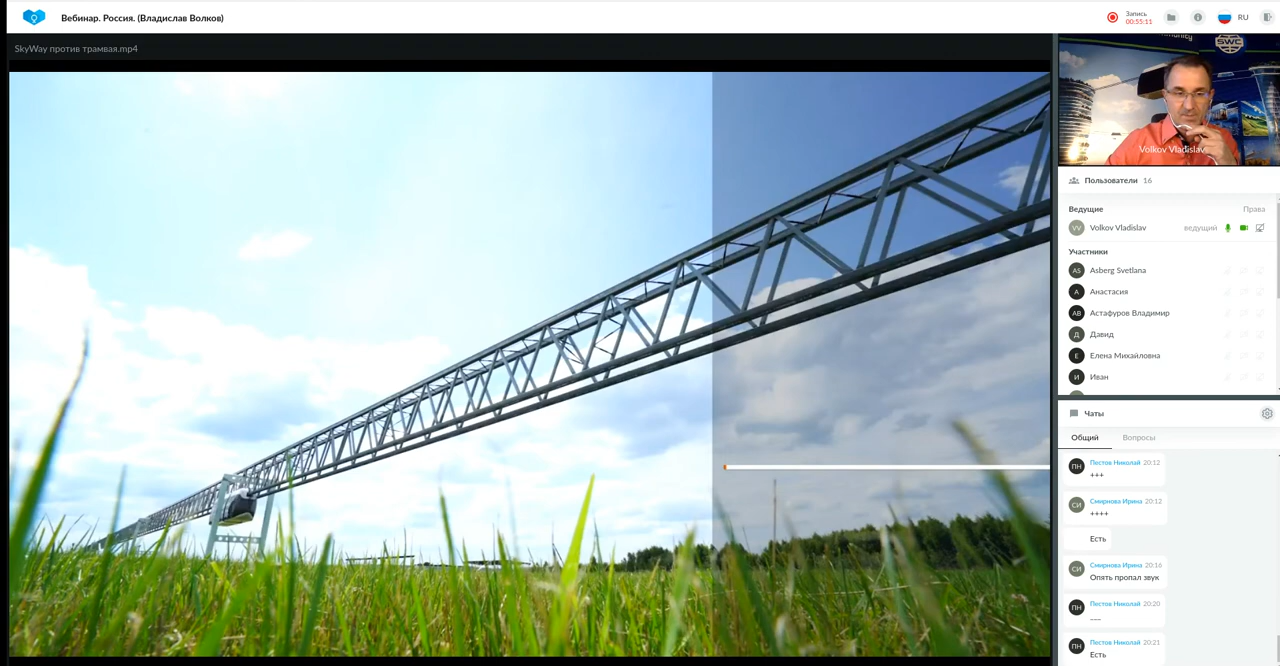 Вебинар. Россия. (Владислав Волков)
Запись
00:55:11
RU
SkyWay против трамвая.mp4
SWC
Volkov Vladislav
Пользователи 16
Ведущие Права
VV Volkov Vladislav ведущий
Участники
AS Asberg Svetlana
А Анастасия
АВ Астафуров Владимир
Д Давид
Е Елена Михайловна
И Иван
Чаты
Общий Вопросы
ПН Пестов Николай 20:12
+++
СИ Смирнова Ирина 20:12
++++
Есть
СИ Смирнова Ирина 20:16
Опять пропал звук
ПН Пестов Николай 20:20
---
ПН Пестов Николай 20:21
Есть